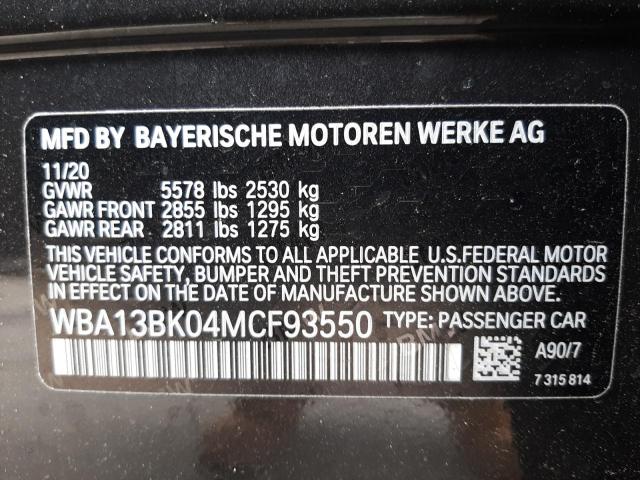 MFD BY BAYERISCHE MOTOREN WERKE AG
11/20
GVWR 5578 lbs 2530 kg
GAWR FRONT 2855 lbs 1295 kg
GAWR REAR 2811 lbs 1275 kg
THIS VEHICLE CONFORMS TO ALL APPLICABLE U.S.FEDERAL MOTOR
VEHICLE SAFETY, BUMPER AND THEFT PREVENTION STANDARDS
IN EFFECT ON THE DATE OF MANUFACTURE SHOWN ABOVE.
WBA13BK04MCF93550 TYPE: PASSENGER CAR
A90/7
7 315 814